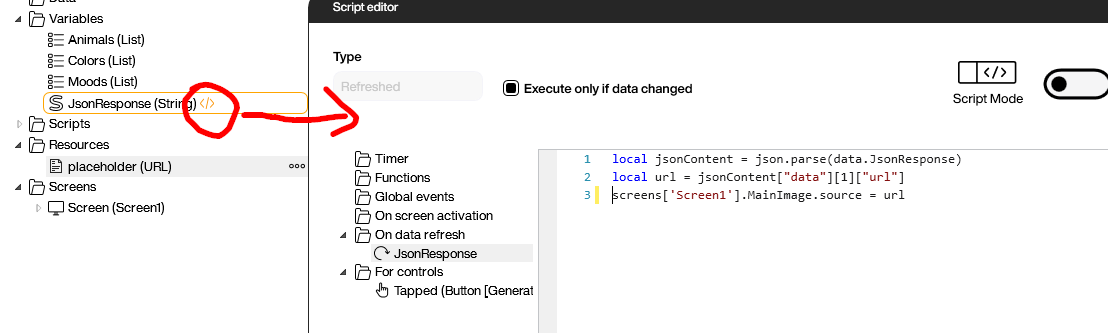 Data
Variables
Animals (List)
Colors (List)
Moods (List)
JsonResponse (String) </>
Scripts
Resources
placeholder (URL)
Screens
Screen (Screen1)
Script editor
Type
Refreshed
Execute only if data changed
</>
Script Mode
Timer
Functions
Global events
On screen activation
On data refresh
JsonResponse
For controls
Tapped (Button [Generat
1 local jsonContent = json.parse(data.JsonResponse)
2 local url = jsonContent["data"][1]["url"]
3 screens['Screen1'].MainImage.source = url